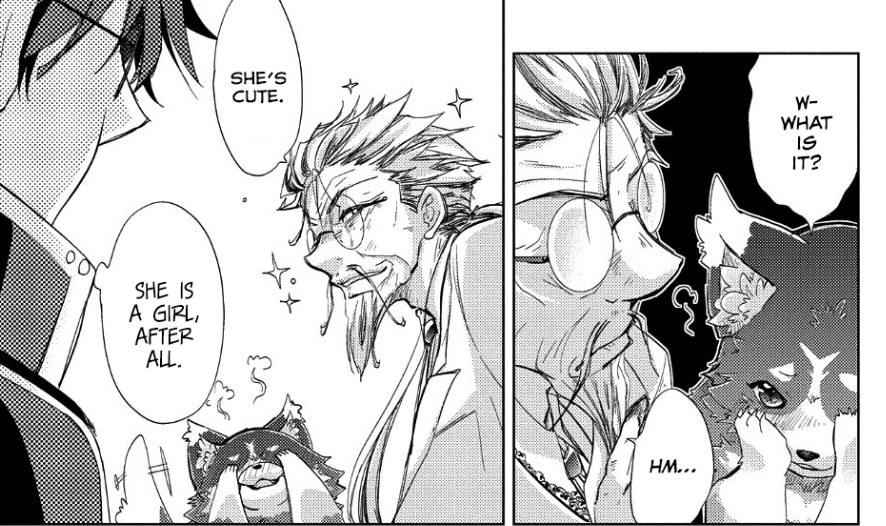 W-
WHAT
IS
IT?
HM...
SHE'S
CUTE.
SHE IS
A GIRL,
AFTER
ALL.